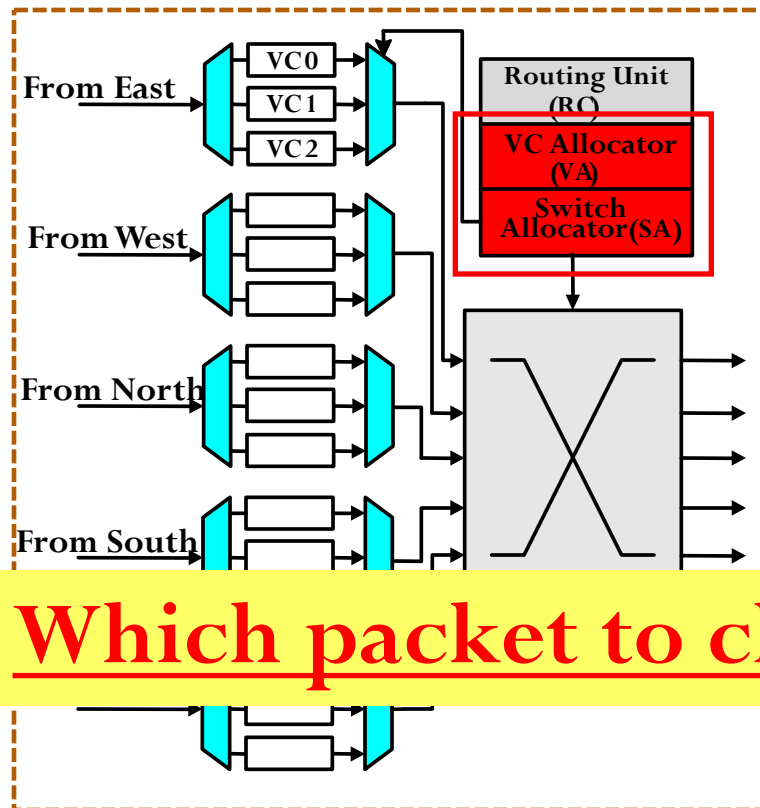 From East
VC0
VC1
VC2
Routing Unit
(RC)
VC Allocator
(VA)
Switch
Allocator(SA)
From West
From North
From South
Which packet to